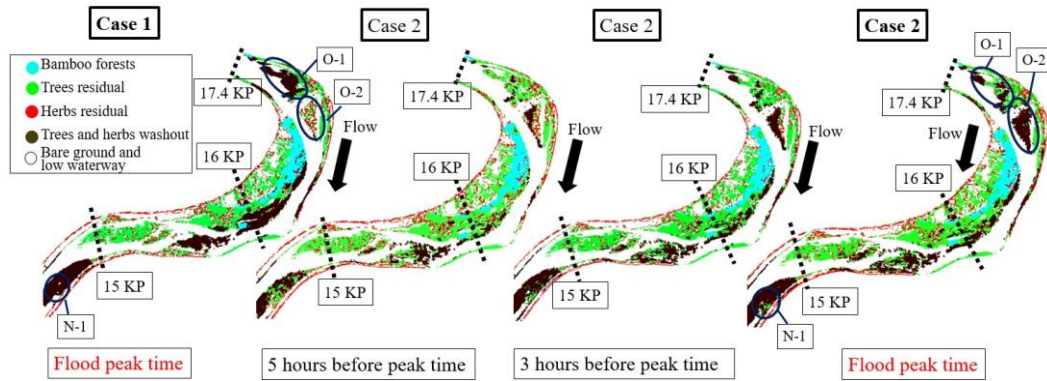 Case 1
Case 2
Case 2
Case 2
Bamboo forests
Trees residual
Herbs residual
Trees and herbs washout
Bare ground and
low waterway
O-1
O-2
17.4 KP
Flow
16 KP
15 KP
N-1
17.4 KP
Flow
16 KP
15 KP
17.4 KP
Flow
16 KP
15 KP
O-1
O-2
17.4 KP
Flow
16 KP
15 KP
N-1
Flood peak time
5 hours before peak time
3 hours before peak time
Flood peak time